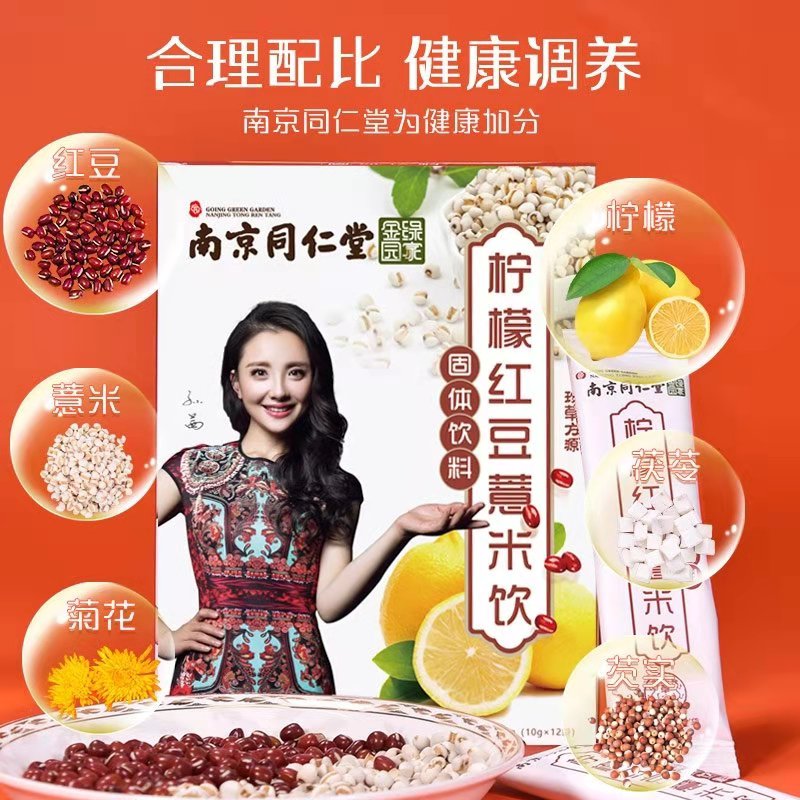 合理配比 健康调养
南京同仁堂为健康加分
红豆
薏米
菊花
柠檬
茯苓
芡实
GOING GREEN GARDEN
NANJING TONG REN TANG
南京同仁堂
绿金家园
柠檬红豆薏米饮
固体饮料
南京同仁堂
(10g×12